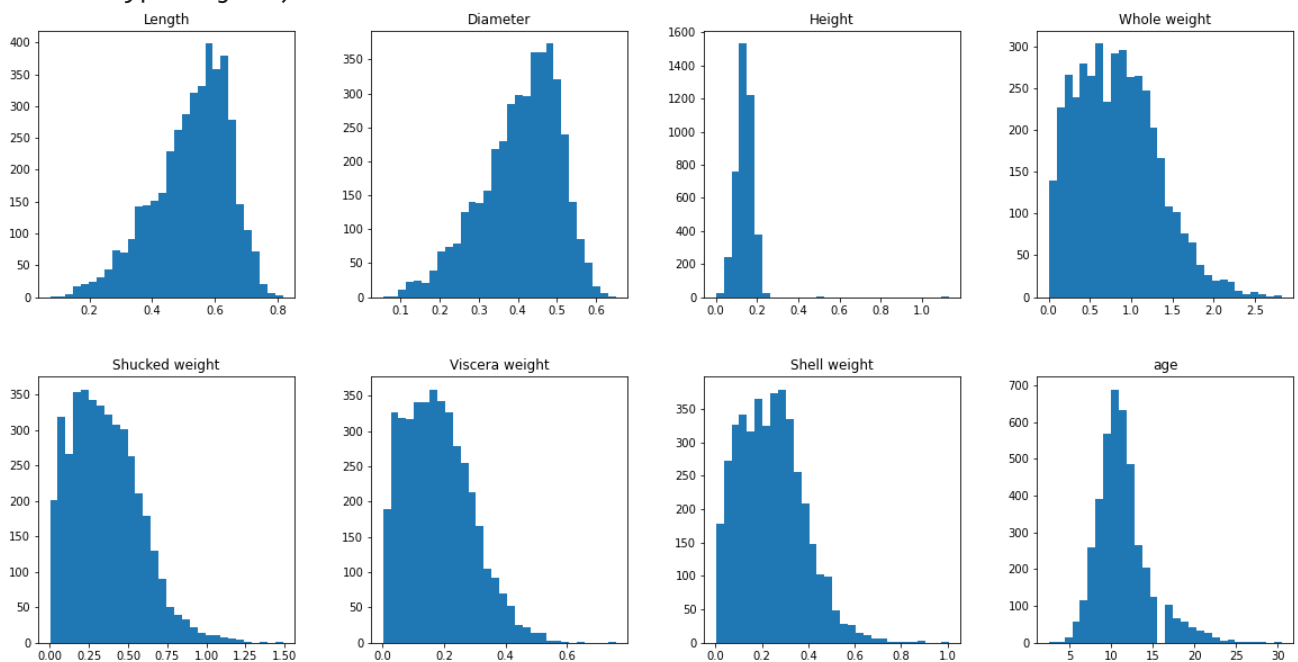 Length Diameter Height Whole weight
400 350 300 250 200 150 100 50 0
0.2 0.4 0.6 0.8
350 300 250 200 150 100 50 0
0.1 0.2 0.3 0.4 0.5 0.6
1600 1400 1200 1000 800 600 400 200 0
0.0 0.2 0.4 0.6 0.8 1.0
300 250 200 150 100 50 0
0.0 0.5 1.0 1.5 2.0 2.5
Shucked weight Viscera weight Shell weight age
350 300 250 200 150 100 50 0
0.00 0.25 0.50 0.75 1.00 1.25 1.50
350 300 250 200 150 100 50 0
0.0 0.2 0.4 0.6
350 300 250 200 150 100 50 0
0.0 0.2 0.4 0.6 0.8 1.0
700 600 500 400 300 200 100 0
5 10 15 20 25 30